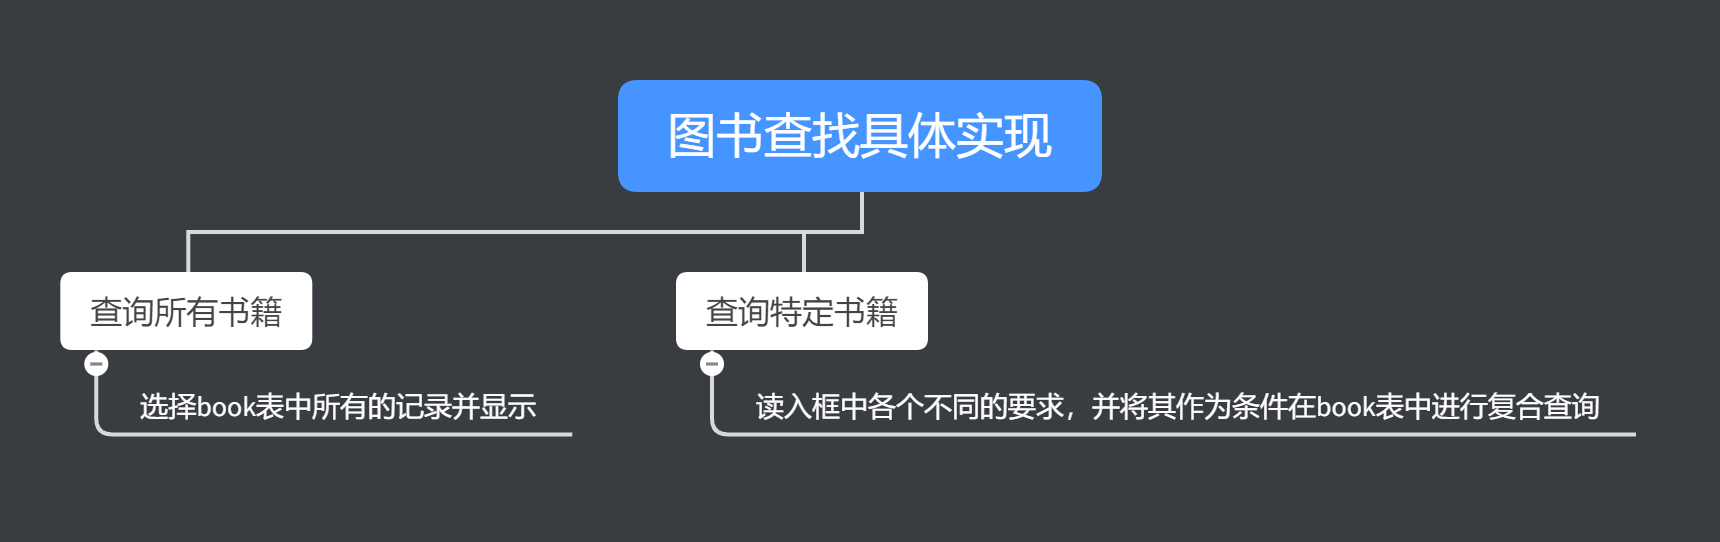 图书查找具体实现
查询所有书籍
查询特定书籍
选择book表中所有的记录并显示
读入框中各个不同的要求，并将其作为条件在book表中进行复合查询